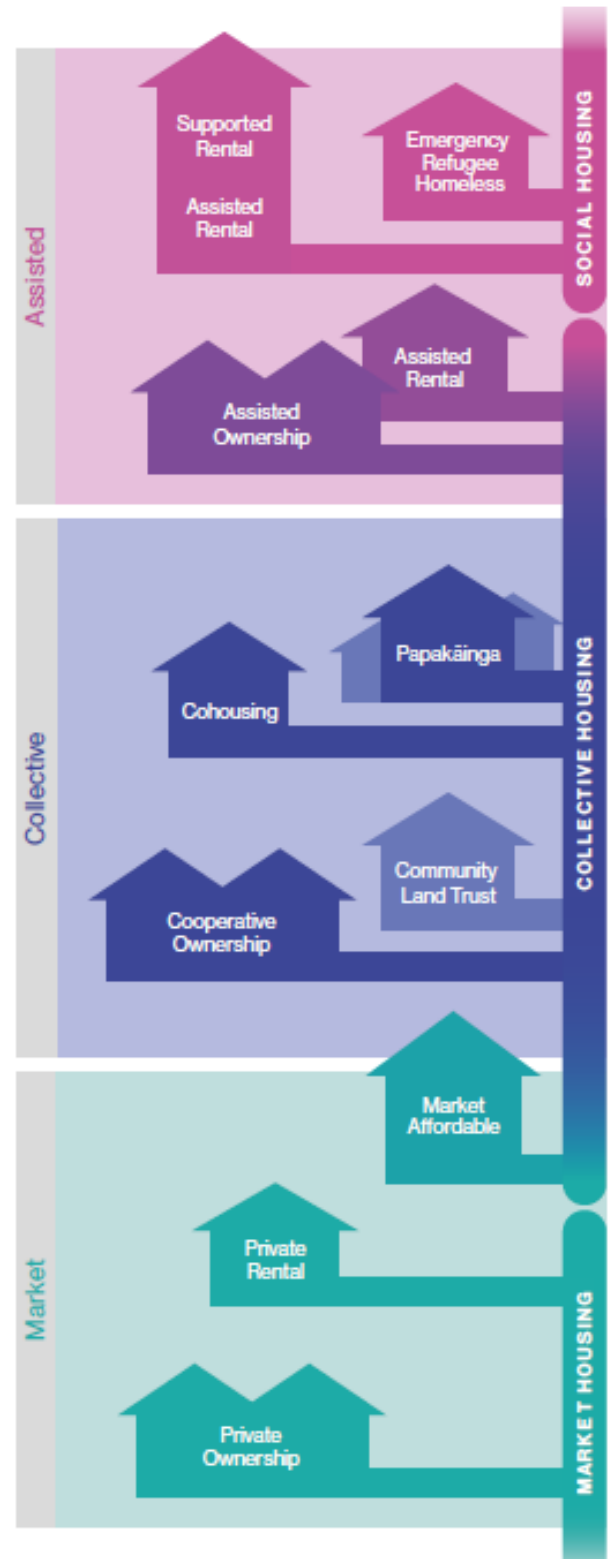 Assisted
Supported
Rental
Assisted
Rental
Emergency
Refugee
Homeless
SOCIAL HOUSING
Assisted
Rental
Assisted
Ownership
Collective
Papakāinga
Cohousing
COLLECTIVE HOUSING
Community
Land Trust
Cooperative
Ownership
Market
Market
Affordable
Private
Rental
MARKET HOUSING
Private
Ownership